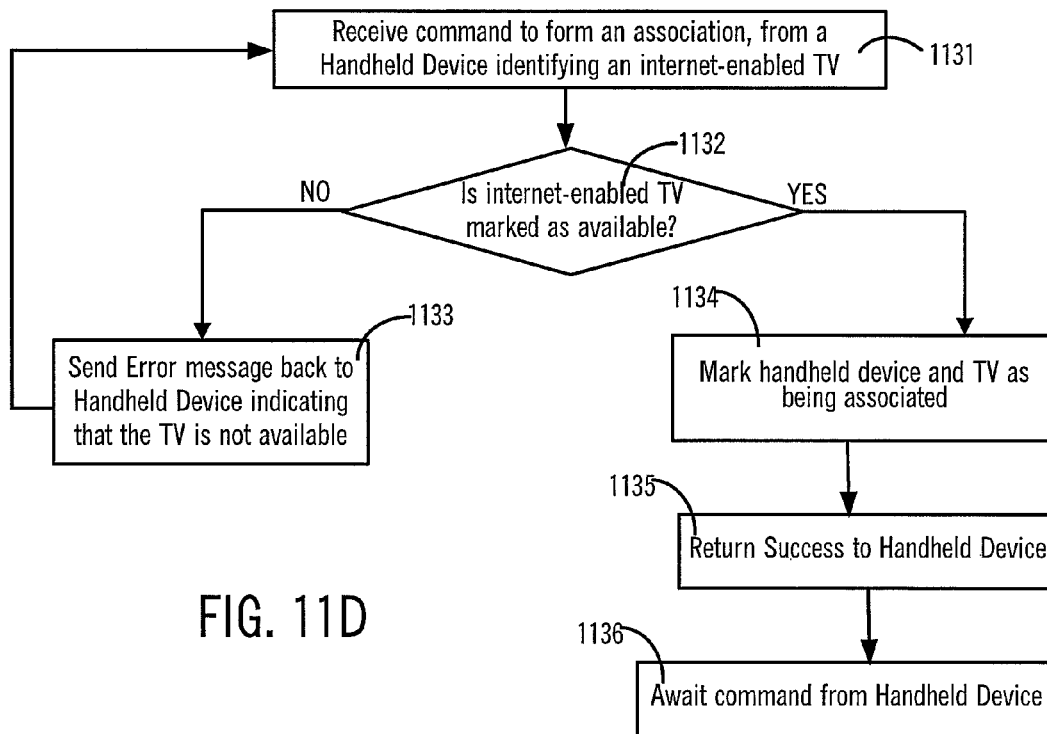 Receive command to form an association, from a
Handheld Device identifying an internet-enabled TV
1131
1132
Is internet-enabled TV
marked as available?
NO
YES
1133
Send Error message back to
Handheld Device indicating
that the TV is not available
1134
Mark handheld device and TV as
being associated
1135
Return Success to Handheld Device
1136
Await command from Handheld Device
FIG. 11D